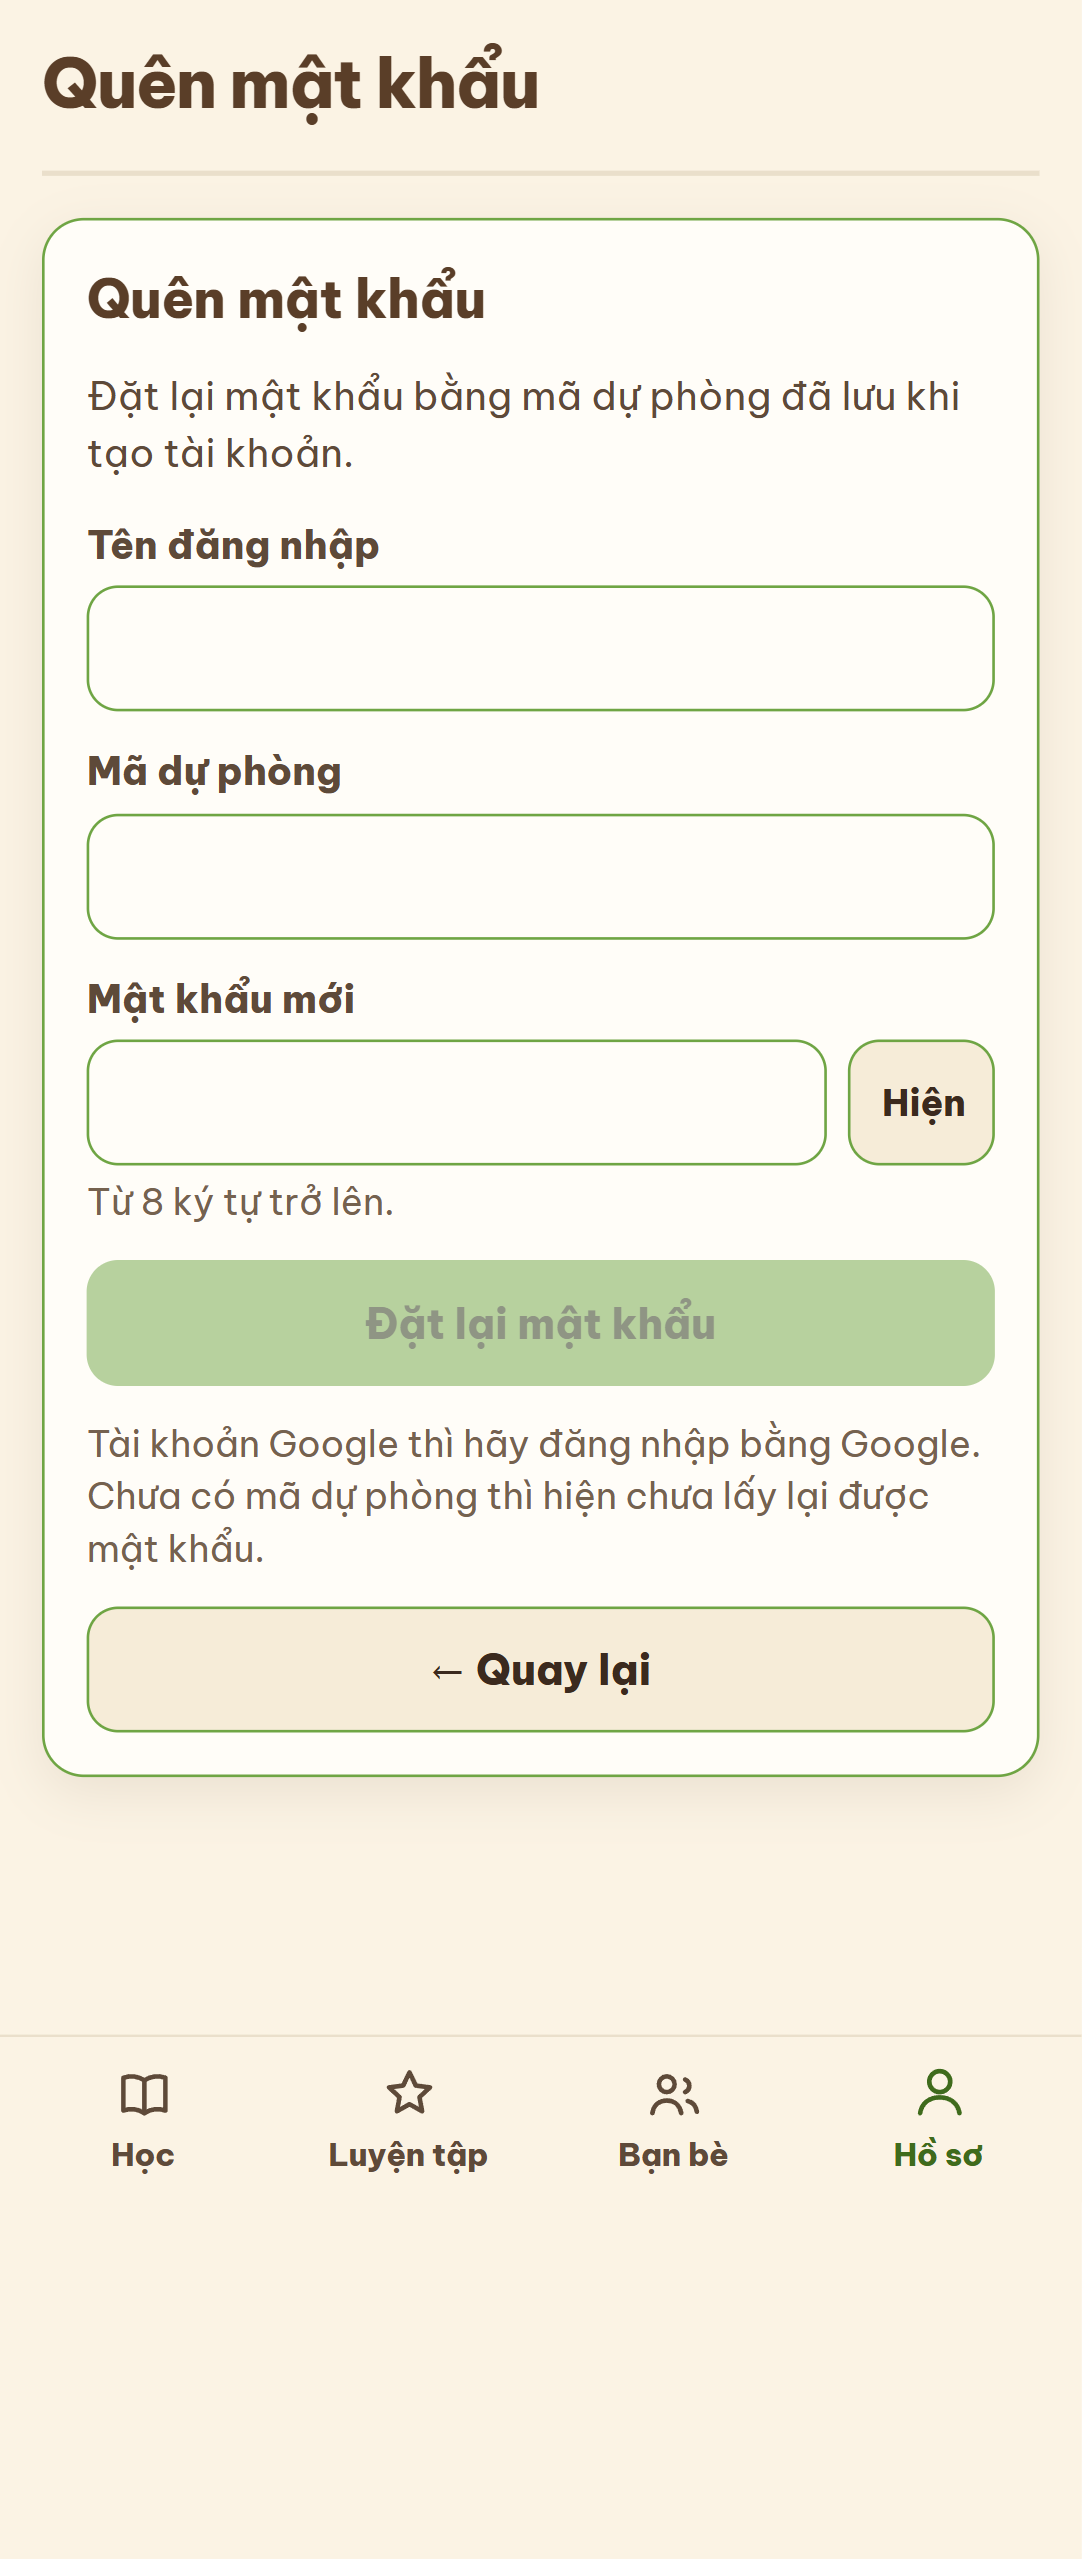 Quên mật khẩu
Quên mật khẩu
Đặt lại mật khẩu bằng mã dự phòng đã lưu khi
tạo tài khoản.
Tên đăng nhập
Mã dự phòng
Mật khẩu mới
Hiện
Từ 8 ký tự trở lên.
Đặt lại mật khẩu
Tài khoản Google thì hãy đăng nhập bằng Google.
Chưa có mã dự phòng thì hiện chưa lấy lại được
mật khẩu.
← Quay lại
Học
Luyện tập
Bạn bè
Hồ sơ